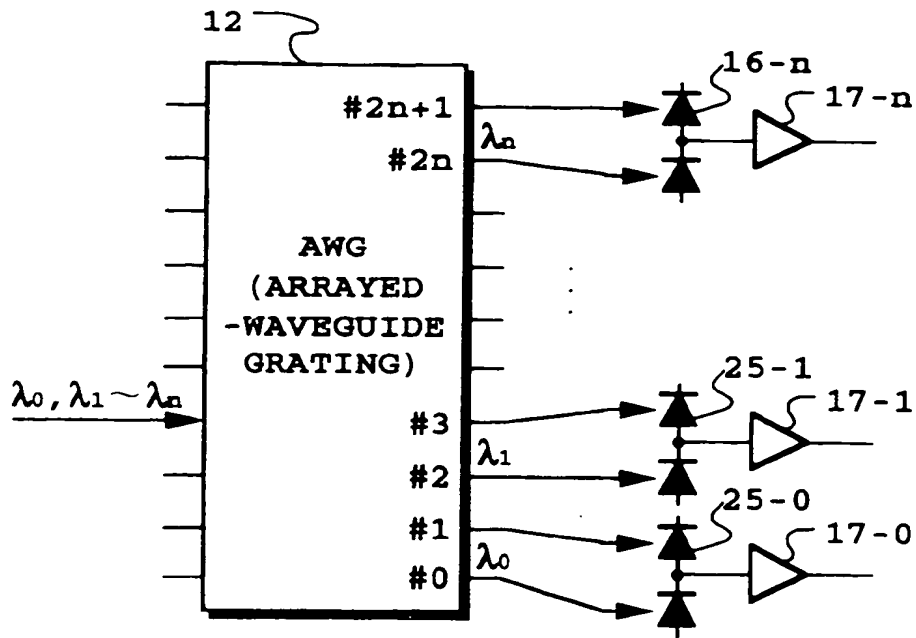 12
16-n
#2n+1
17-n
λn
#2n
AWG
(ARRAYED
-WAVEGUIDE
GRATING)
λ0, λ1~λn
25-1
17-1
#3
λ1
#2
25-0
#1
17-0
λ0
#0